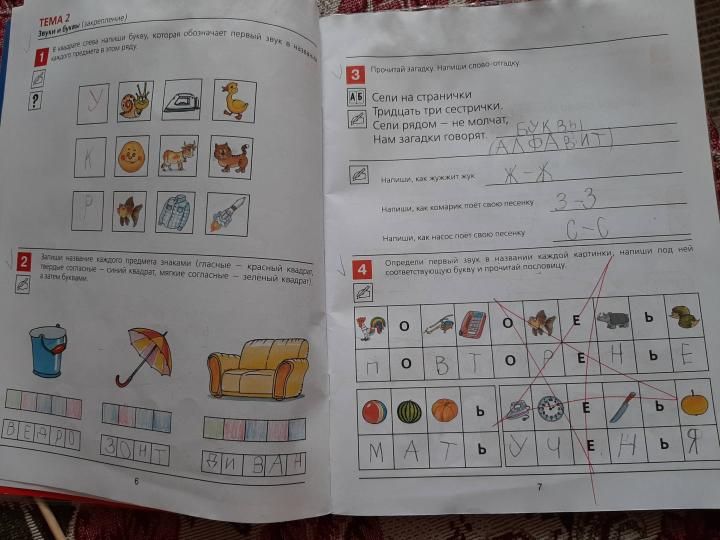 ТЕМА 2
Звуки и буквы (закрепление)
1 В квадрате слева напиши букву, которая обозначает первый звук в названии
каждого предмета в этом ряду.
?
У
К
Р
2 Запиши название каждого предмета знаками (гласные – красный квадрат,
твердые согласные – синий квадрат, мягкие согласные – зеленый квадрат),
а затем буквами.
ВЕДРО ЗОНТ ДИВАН
6
3 Прочитай загадку. Напиши слово-отгадку.
АБ
Сели на странички
Тридцать три сестрички.
Сели рядом – не молчат,
Нам загадки говорят. БУКВЫ
(АЛФАВИТ)
Напиши, как жужжит жук Ж-Ж
Напиши, как комарик поёт свою песенку З-З
Напиши, как насос поёт свою песенку С-С
4 Определи первый звук в названии каждой картинки, напиши под ней
соответствующую букву и прочитай пословицу.
О О Е Ь
П О В Т О Р Е Н Ь Е
Ь Е Ь
М А Т Ь У Ч Е Н Ь Я
7